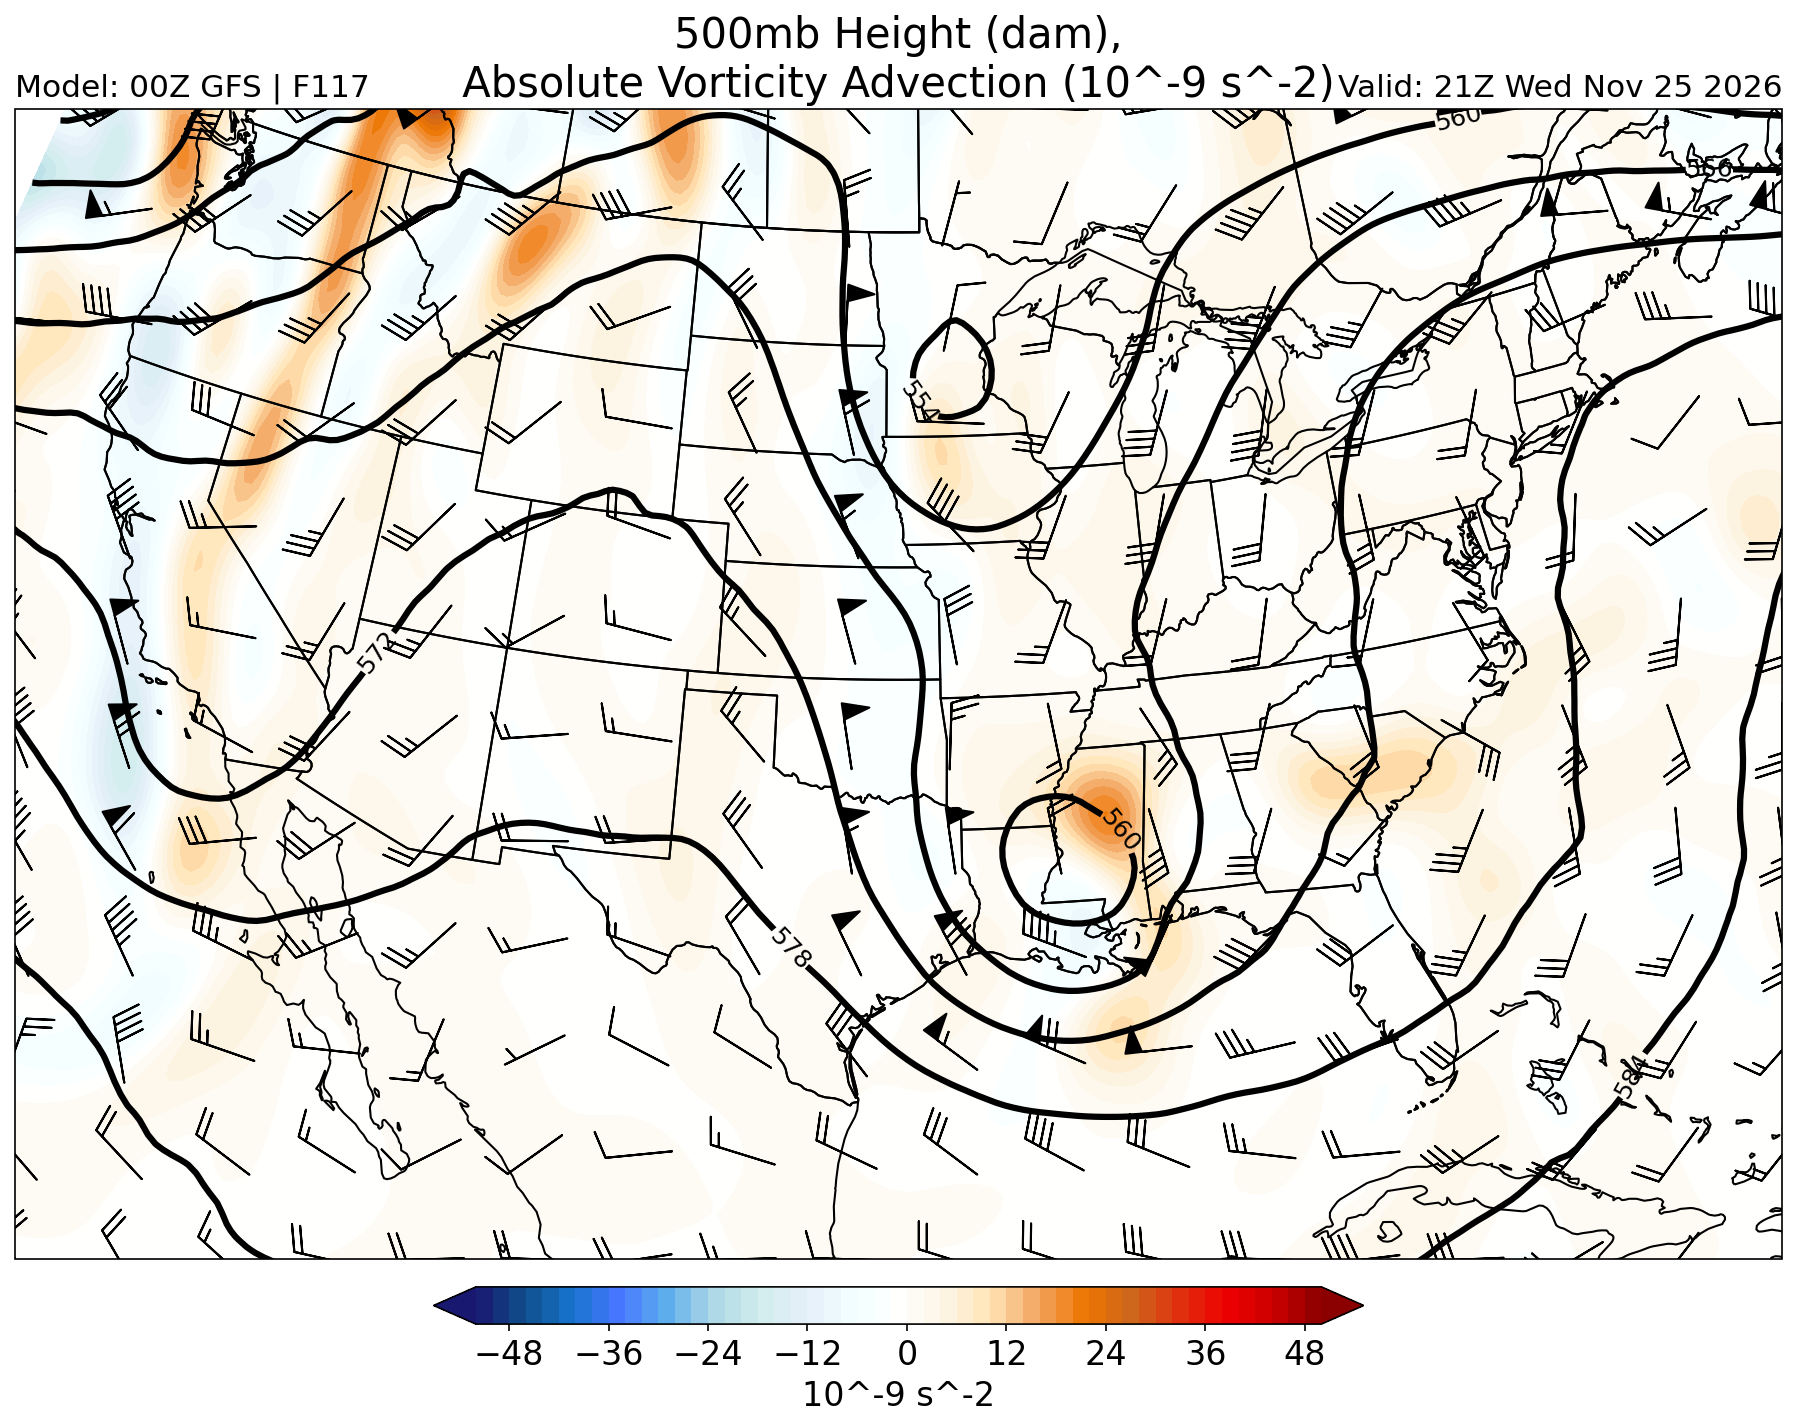 500mb Height (dam),
Absolute Vorticity Advection (10^-9 s^-2)
Model: 00Z GFS | F117
Valid: 21Z Wed Nov 25 2026
560
556
554
572
560
578
584
−48 −36 −24 −12 0 12 24 36 48
10^-9 s^-2